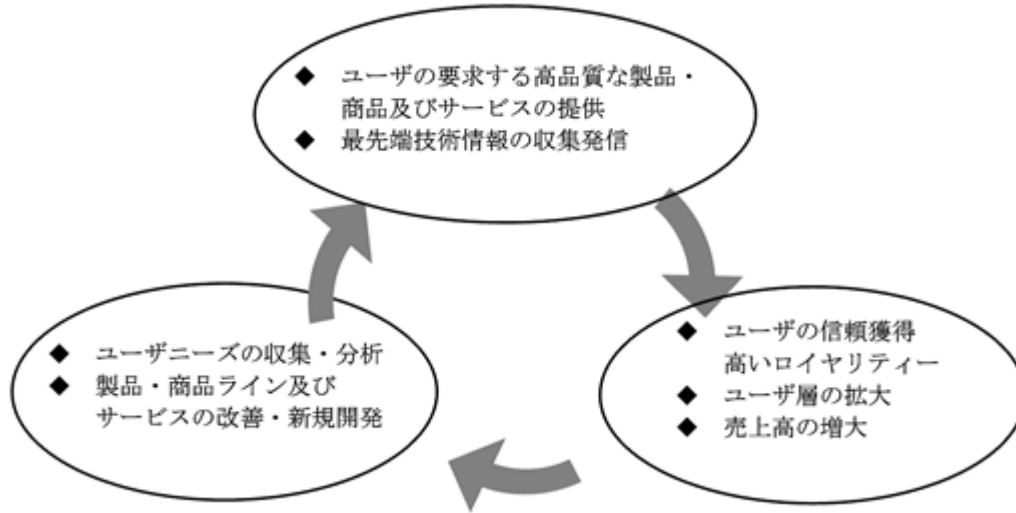 ◆ ユーザの要求する高品質な製品・
商品及びサービスの提供
◆ 最先端技術情報の収集発信
◆ ユーザニーズの収集・分析
◆ 製品・商品ライン及び
サービスの改善・新規開発
◆ ユーザの信頼獲得
高いロイヤリティー
◆ ユーザ層の拡大
◆ 売上高の増大